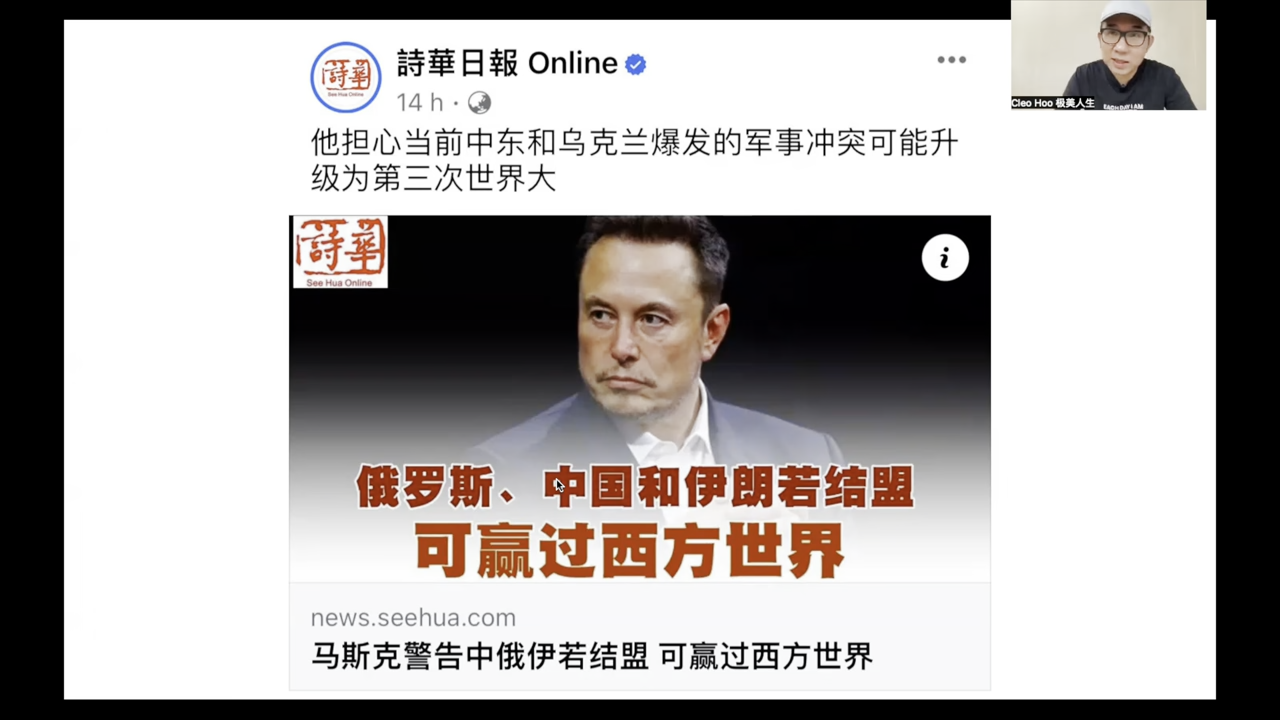 詩華日報 Online
14 h
他担心当前中东和乌克兰爆发的军事冲突可能升
级为第三次世界大
詩華
See Hua Online
詩華
See Hua Online
i
俄罗斯、中国和伊朗若结盟
可赢过西方世界
news.seehua.com
马斯克警告中俄伊若结盟 可赢过西方世界
Cleo Hoo 极美人生
EACH DAY I AM